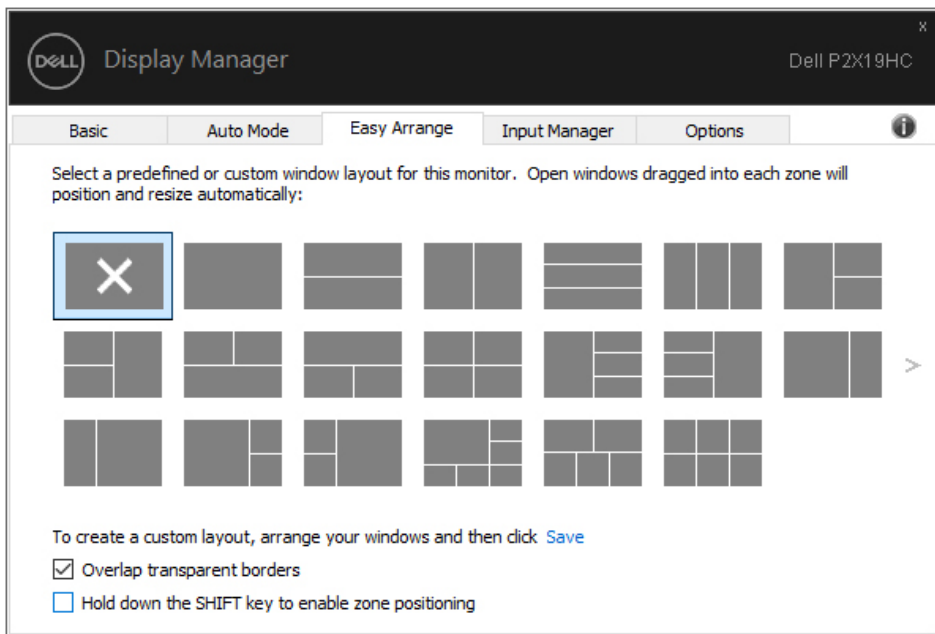 x
DELL Display Manager
Dell P2X19HC
Basic Auto Mode Easy Arrange Input Manager Options
Select a predefined or custom window layout for this monitor. Open windows dragged into each zone will
position and resize automatically:
>
To create a custom layout, arrange your windows and then click Save
Overlap transparent borders
Hold down the SHIFT key to enable zone positioning